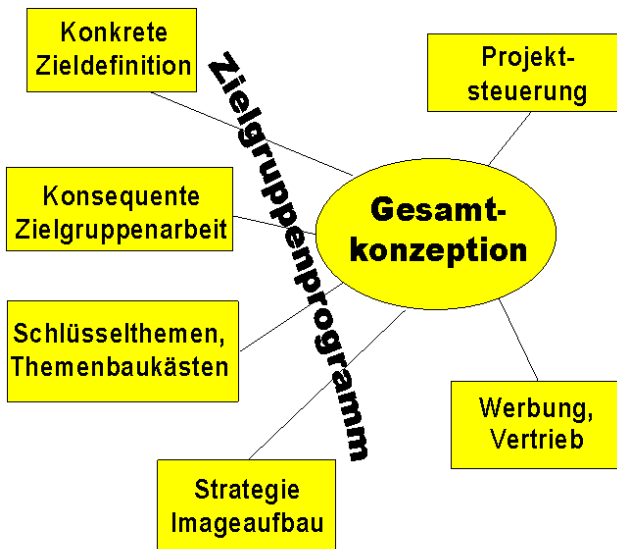 Konkrete
Zieldefinition
Zielgruppenprogramm
Projekt-
steuerung
Konsequente
Zielgruppenarbeit
Gesamt-
konzeption
Schlüsselthemen,
Themenbaukästen
Werbung,
Vertrieb
Strategie
Imageaufbau